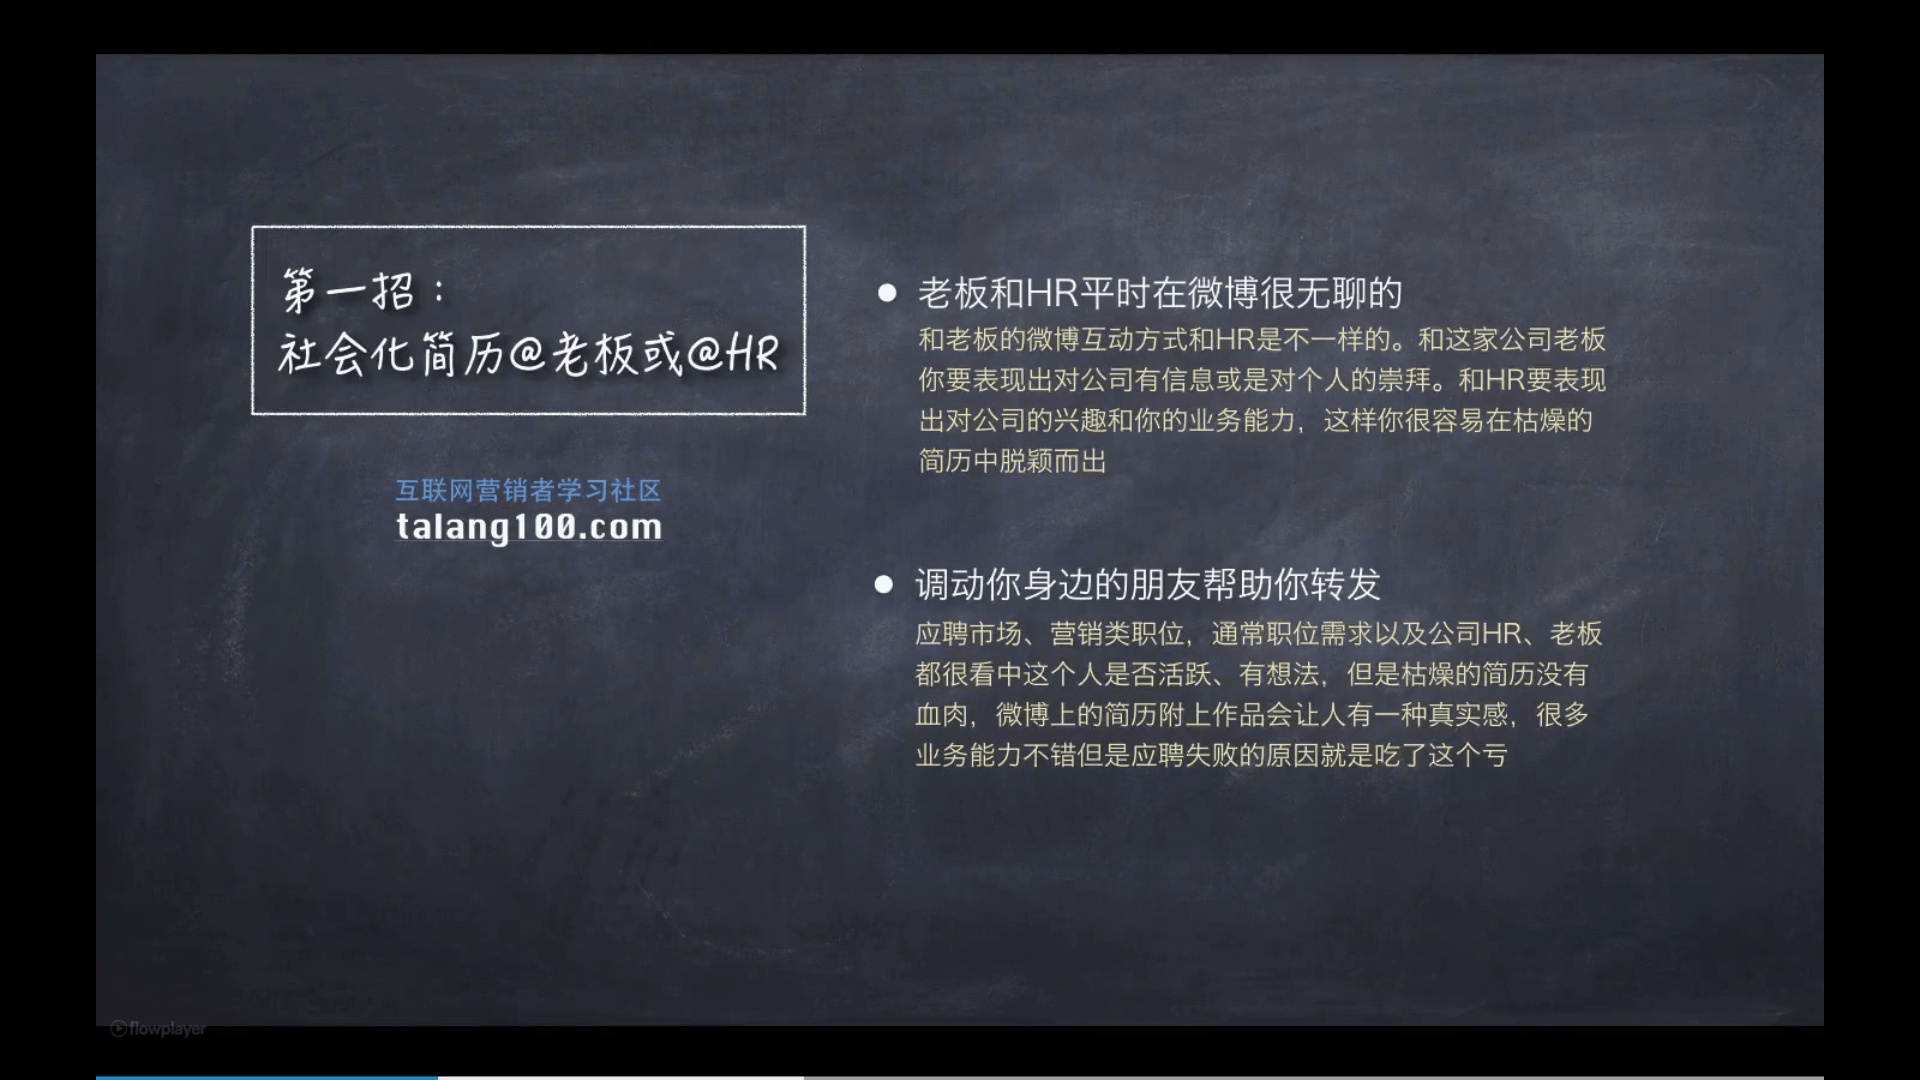 第一招：
社会化简历@老板或@HR
互联网营销者学习社区
talang100.com
老板和HR平时在微博很无聊的
和老板的微博互动方式和HR是不一样的。和这家公司老板
你要表现出对公司有信息或是对个人的崇拜。和HR要表现
出对公司的兴趣和你的业务能力，这样你很容易在枯燥的
简历中脱颖而出
调动你身边的朋友帮助你转发
应聘市场、营销类职位，通常职位需求以及公司HR、老板
都很看中这个人是否活跃、有想法，但是枯燥的简历没有
血肉，微博上的简历附上作品会让人有一种真实感，很多
业务能力不错但是应聘失败的原因就是吃了这个亏
flowplayer